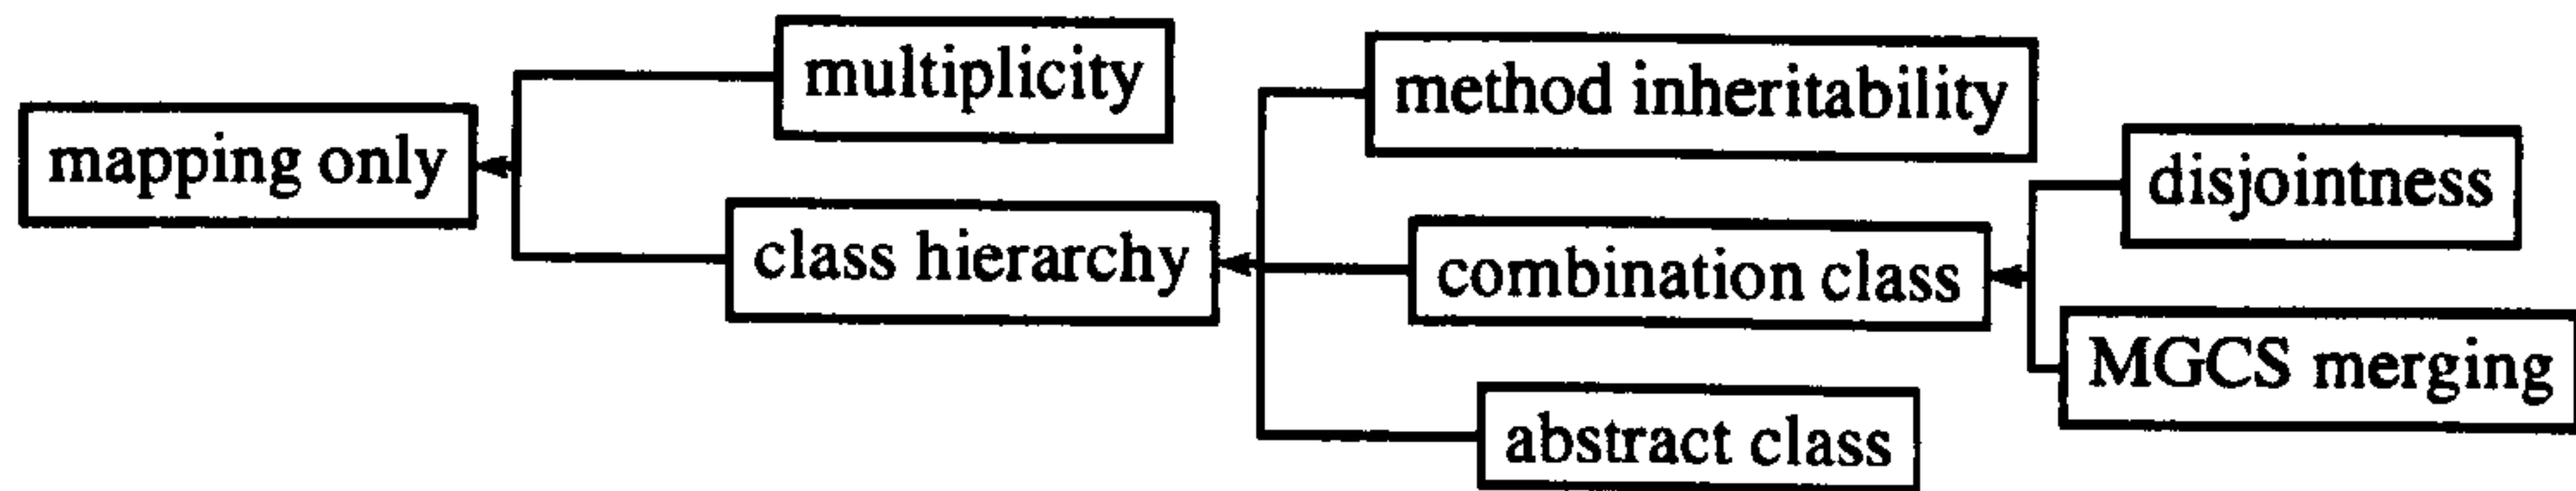 mapping only
multiplicity
class hierarchy
method inheritability
combination class
abstract class
disjointness
MGCS merging